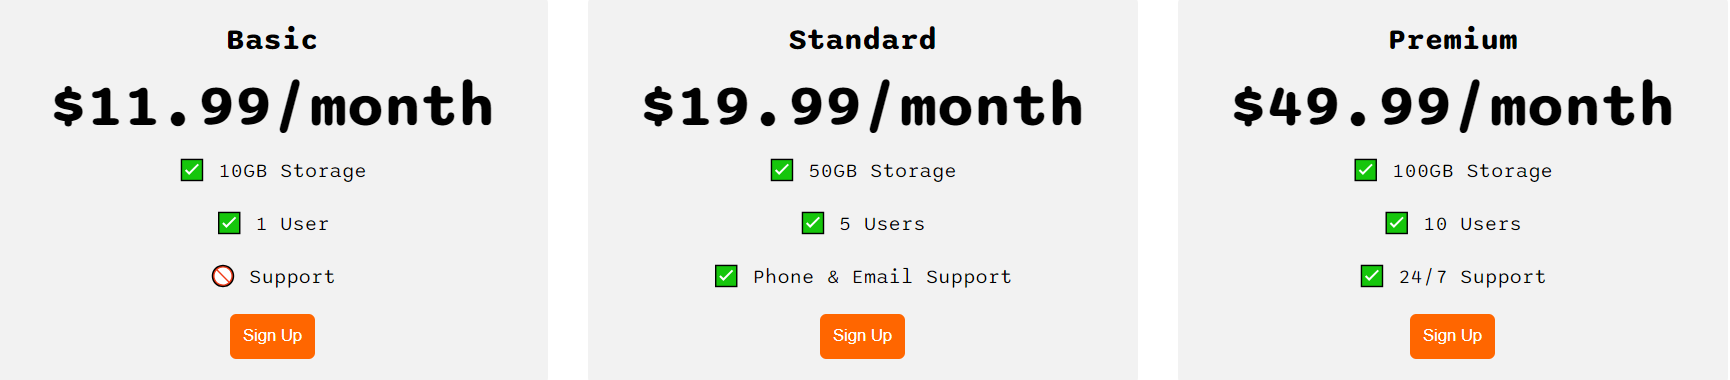 Basic
$11.99/month
✅ 10GB Storage
✅ 1 User
🚫 Support
Sign Up
Standard
$19.99/month
✅ 50GB Storage
✅ 5 Users
✅ Phone & Email Support
Sign Up
Premium
$49.99/month
✅ 100GB Storage
✅ 10 Users
✅ 24/7 Support
Sign Up